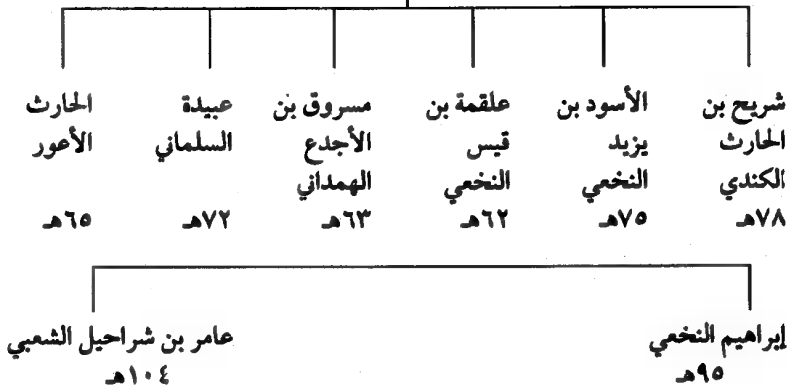 شريح بن
الحارث
الكندي
٧٨هـ
الأسود بن
يزيد
النخعي
٧٥هـ
علقمة بن
قيس
النخعي
٦٢هـ
مسروق بن
الأجدع
الهمداني
٦٣هـ
عبيدة
السلماني
٧٢هـ
الحارث
الأعور
٦٥هـ
إبراهيم النخعي
٩٥هـ
عامر بن شراحيل الشعبي
١٠٤هـ